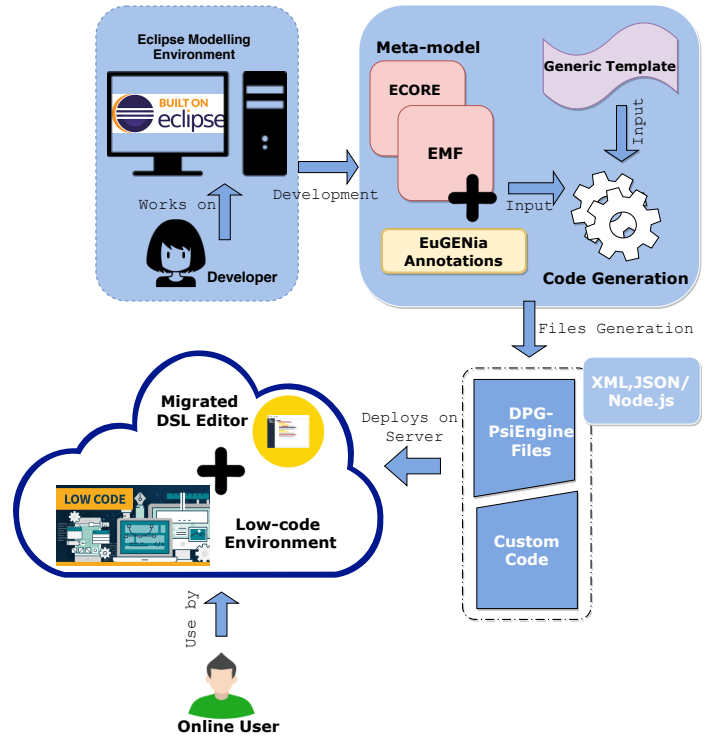 Eclipse Modelling
Environment
BUILT ON
eclipse
Works on
Developer
Development
Meta-model
ECORE
EMF
EuGENia
Annotations
Input
Generic Template
Input
Code Generation
Files Generation
XML,JSON/
Node.js
DPG-
PsiEngine
Files
Custom
Code
Deploys on
Server
Migrated
DSL Editor
LOW CODE
Low-code
Environment
Use by
Online User